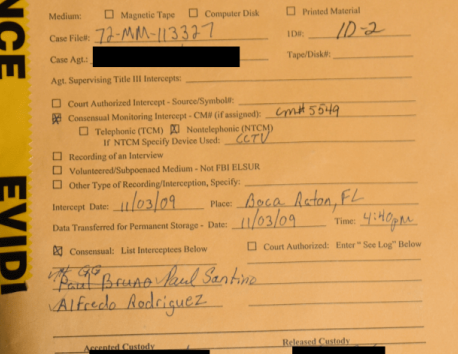 NCE
EVIDE
Medium: ☐ Magnetic Tape ☐ Computer Disk ☐ Printed Material
Case File#: 72-MM-113327 ID#: 1D-2
Case Agt.: Tape/Disk#:
Agt. Supervising Title III Intercepts:
☐ Court Authorized Intercept - Source/Symbol#:
☒ Consensual Monitoring Intercept - CM# (if assigned): cm# 5549
☐ Telephonic (TCM) ☒ Nontelephonic (NTCM)
If NTCM Specify Device Used: CCTV
☐ Recording of an Interview
☐ Volunteered/Subpoenaed Medium - Not FBI ELSUR
☐ Other Type of Recording/Interception, Specify:
Intercept Date: 11/03/09 Place: Boca Raton, FL
Data Transferred for Permanent Storage - Date: 11/03/09 Time: 4:40pm
☒ Consensual: List Interceptees Below ☐ Court Authorized: Enter "See Log" Below
Paul Bruno Paul Santino
Alfredo Rodriguez
Accepted Custody Released Custody